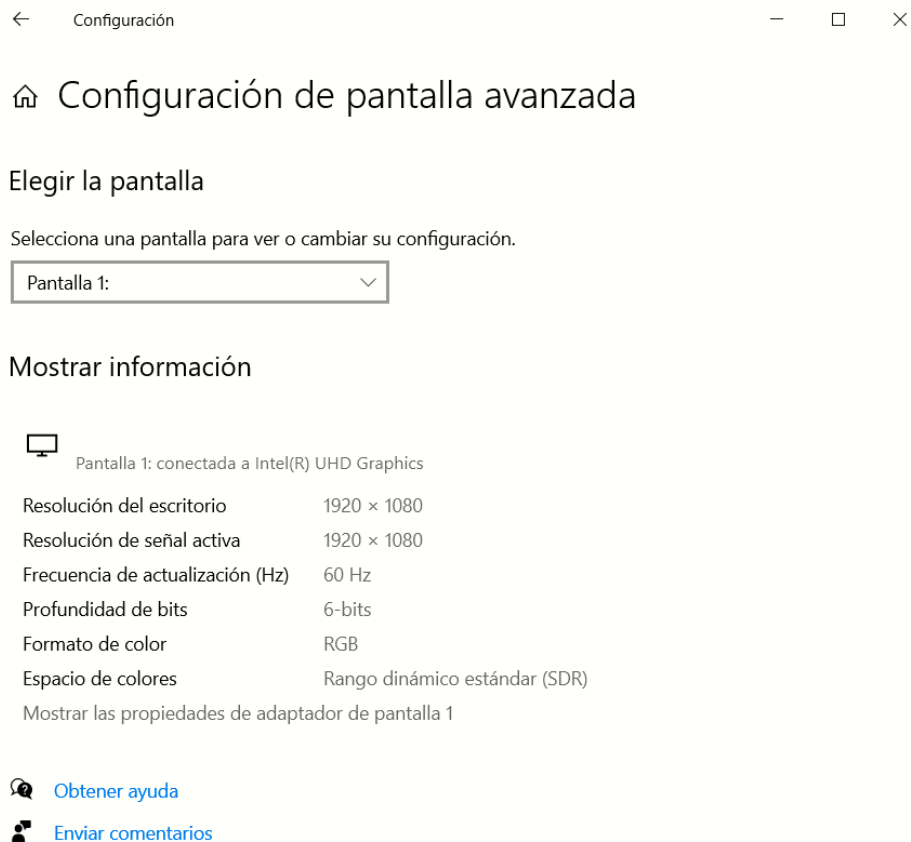 Configuración
Configuración de pantalla avanzada
Elegir la pantalla
Selecciona una pantalla para ver o cambiar su configuración.
Pantalla 1:
Mostrar información
Pantalla 1: conectada a Intel(R) UHD Graphics
Resolución del escritorio 1920 × 1080
Resolución de señal activa 1920 × 1080
Frecuencia de actualización (Hz) 60 Hz
Profundidad de bits 6-bits
Formato de color RGB
Espacio de colores Rango dinámico estándar (SDR)
Mostrar las propiedades de adaptador de pantalla 1
Obtener ayuda
Enviar comentarios